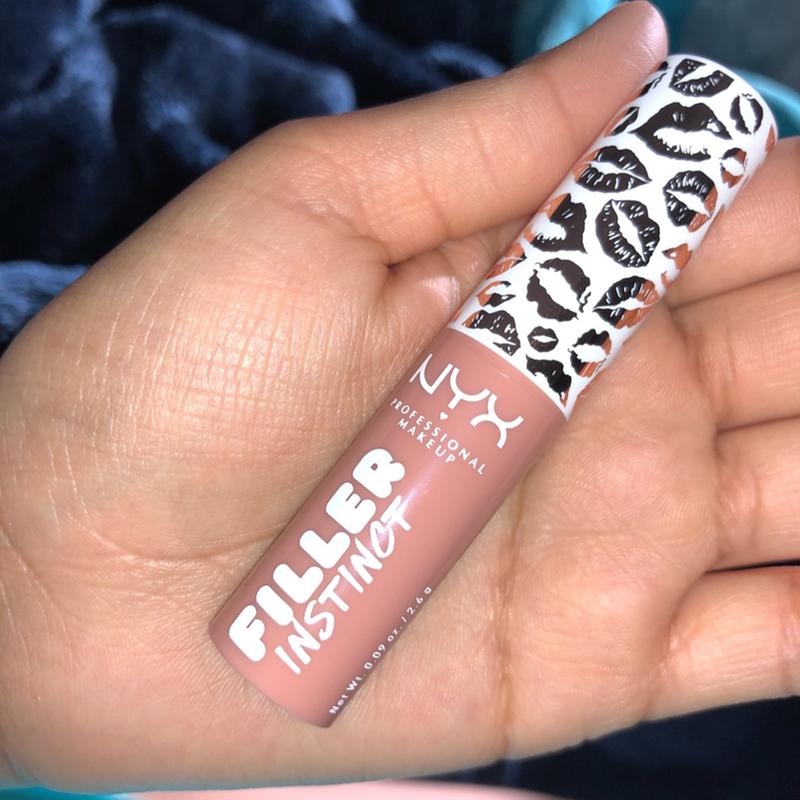 NYX
PROFESSIONAL
MAKEUP
FILLER
INSTINCT
Net Wt. 0.09 oz. / 2.6 g